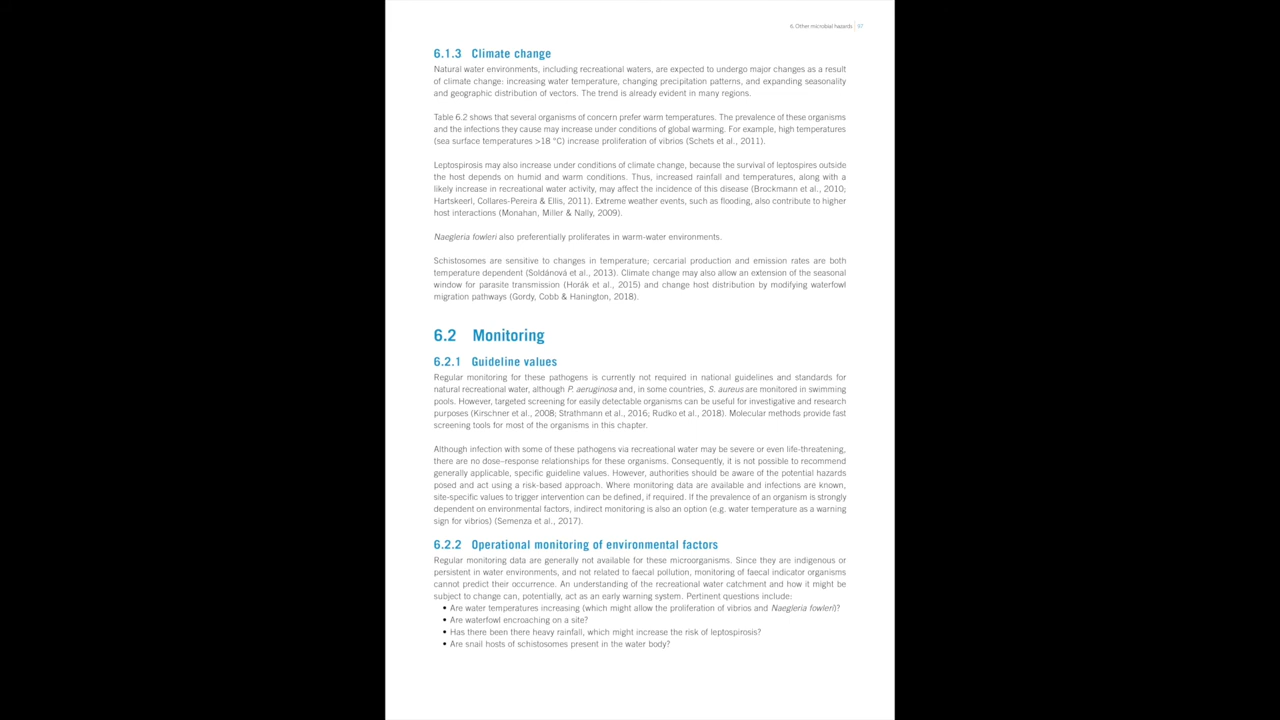 6. Other microbial hazards 97
6.1.3 Climate change
Natural water environments, including recreational waters, are expected to undergo major changes as a result
of climate change: increasing water temperature, changing precipitation patterns, and expanding seasonality
and geographic distribution of vectors. The trend is already evident in many regions.
Table 6.2 shows that several organisms of concern prefer warm temperatures. The prevalence of these organisms
and the infections they cause may increase under conditions of global warming. For example, high temperatures
(sea surface temperatures >18 °C) increase proliferation of vibrios (Schets et al., 2011).
Leptospirosis may also increase under conditions of climate change, because the survival of leptospires outside
the host depends on humid and warm conditions. Thus, increased rainfall and temperatures, along with a
likely increase in recreational water activity, may affect the incidence of this disease (Brockmann et al., 2010;
Hartskeerl, Collares-Pereira & Ellis, 2011). Extreme weather events, such as flooding, also contribute to higher
host interactions (Monahan, Miller & Nally, 2009).
Naegleria fowleri also preferentially proliferates in warm-water environments.
Schistosomes are sensitive to changes in temperature; cercarial production and emission rates are both
temperature dependent (Soldánová et al., 2013). Climate change may also allow an extension of the seasonal
window for parasite transmission (Horák et al., 2015) and change host distribution by modifying waterfowl
migration pathways (Gordy, Cobb & Hanington, 2018).
6.2 Monitoring
6.2.1 Guideline values
Regular monitoring for these pathogens is currently not required in national guidelines and standards for
natural recreational water, although P. aeruginosa and, in some countries, S. aureus are monitored in swimming
pools. However, targeted screening for easily detectable organisms can be useful for investigative and research
purposes (Kirschner et al., 2008; Strathmann et al., 2016; Rudko et al., 2018). Molecular methods provide fast
screening tools for most of the organisms in this chapter.
Although infection with some of these pathogens via recreational water may be severe or even life-threatening,
there are no dose–response relationships for these organisms. Consequently, it is not possible to recommend
generally applicable, specific guideline values. However, authorities should be aware of the potential hazards
posed and act using a risk-based approach. Where monitoring data are available and infections are known,
site-specific values to trigger intervention can be defined, if required. If the prevalence of an organism is strongly
dependent on environmental factors, indirect monitoring is also an option (e.g. water temperature as a warning
sign for vibrios) (Semenza et al., 2017).
6.2.2 Operational monitoring of environmental factors
Regular monitoring data are generally not available for these microorganisms. Since they are indigenous or
persistent in water environments, and not related to faecal pollution, monitoring of faecal indicator organisms
cannot predict their occurrence. An understanding of the recreational water catchment and how it might be
subject to change can, potentially, act as an early warning system. Pertinent questions include:
• Are water temperatures increasing (which might allow the proliferation of vibrios and Naegleria fowleri)?
• Are waterfowl encroaching on a site?
• Has there been there heavy rainfall, which might increase the risk of leptospirosis?
• Are snail hosts of schistosomes present in the water body?